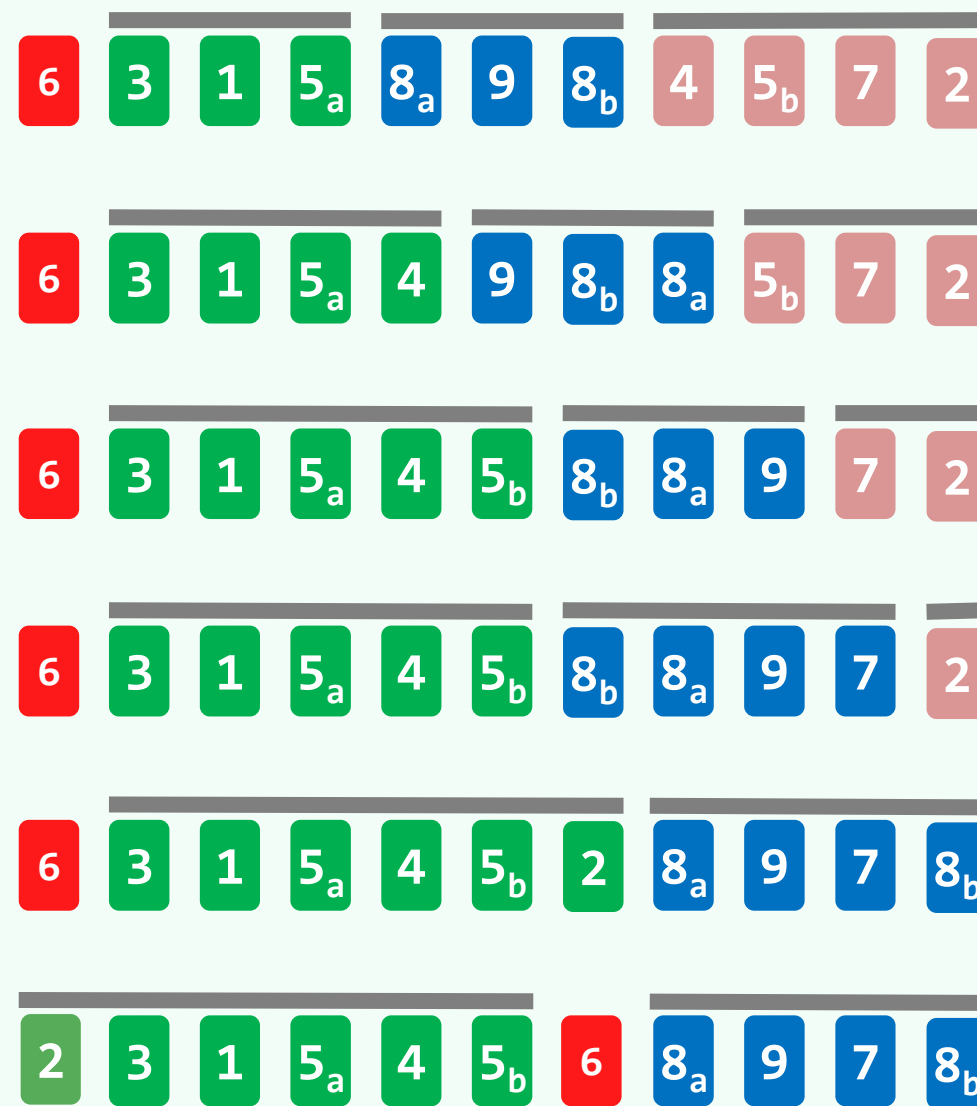 6 3 1 5a 8a 9 8b 4 5b 7 2
6 3 1 5a 4 9 8b 8a 5b 7 2
6 3 1 5a 4 5b 8b 8a 9 7 2
6 3 1 5a 4 5b 8b 8a 9 7 2
6 3 1 5a 4 5b 2 8a 9 7 8b
2 3 1 5a 4 5b 6 8a 9 7 8b